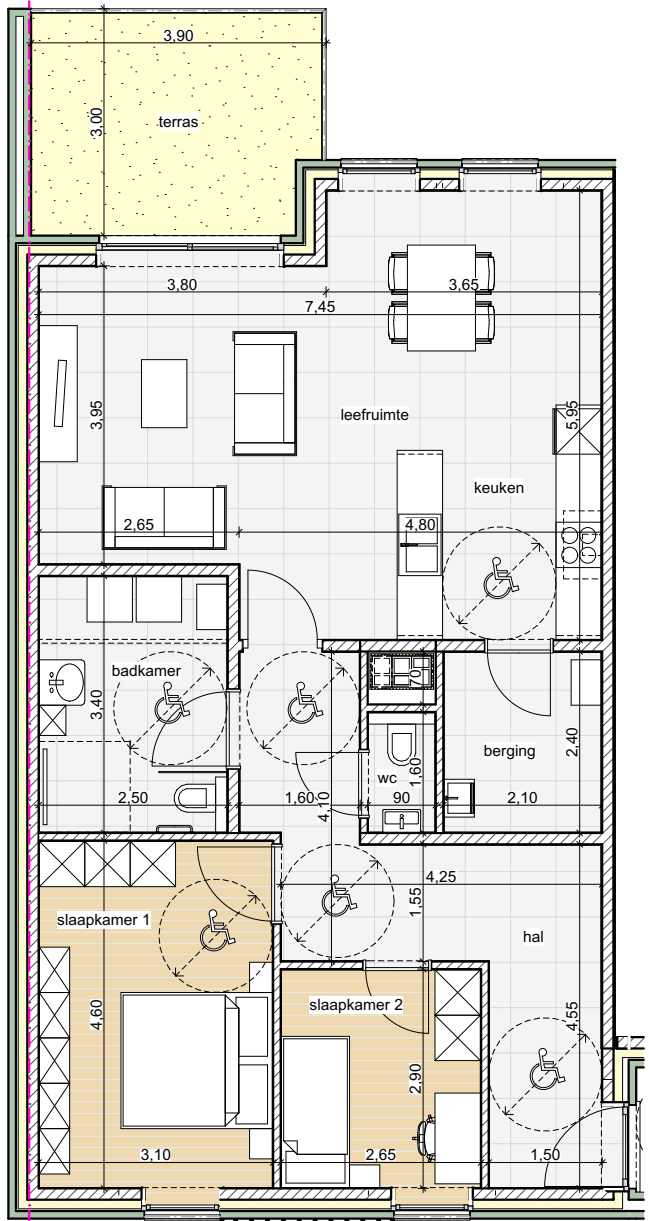 3,90
3,00
terras
3,80
3,65
7,45
3,95
leefruimte
5,95
keuken
2,65
4,80
badkamer
3,40
70
berging
2,40
wc
1,60
2,50
1,60
90
2,10
4,10
4,25
1,55
slaapkamer 1
hal
slaapkamer 2
4,60
4,55
2,90
3,10
2,65
1,50